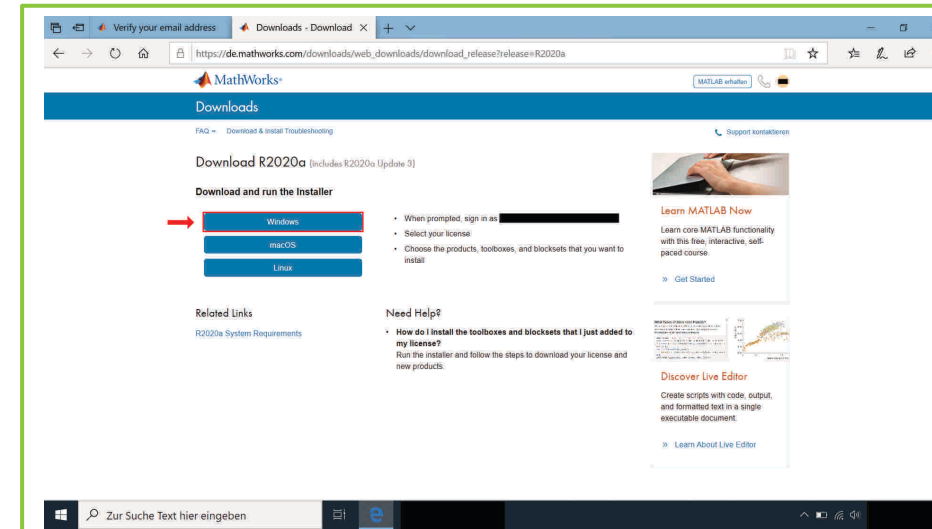 Verify your email address
Downloads - Download
https://de.mathworks.com/downloads/web_downloads/download_release?release=R2020a
MathWorks®
MATLAB erhalten
Downloads
FAQ
Download & Install Troubleshooting
Support kontaktieren
Download R2020a (includes R2020a Update 3)
Download and run the Installer
Windows
macOS
Linux
• When prompted, sign in as
• Select your license
• Choose the products, toolboxes, and blocksets that you want to
install
Related Links
R2020a System Requirements
Need Help?
• How do I install the toolboxes and blocksets that I just added to
my license?
Run the installer and follow the steps to download your license and
new products.
Learn MATLAB Now
Learn core MATLAB functionality
with this free, interactive, self-
paced course.
» Get Started
Discover Live Editor
Create scripts with code, output,
and formatted text in a single
executable document.
» Learn About Live Editor
Zur Suche Text hier eingeben